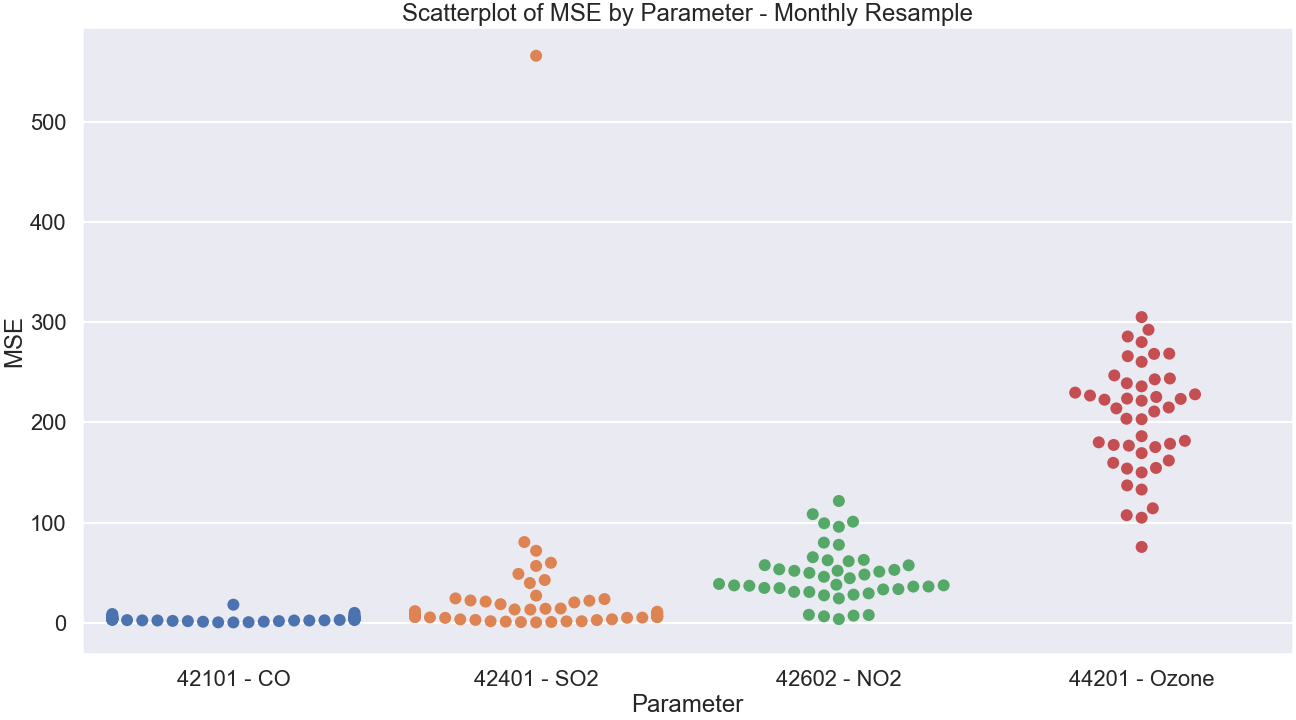 Scatterplot of MSE by Parameter - Monthly Resample
MSE
500
400
300
200
100
0
42101 - CO
42401 - SO2
42602 - NO2
44201 - Ozone
Parameter